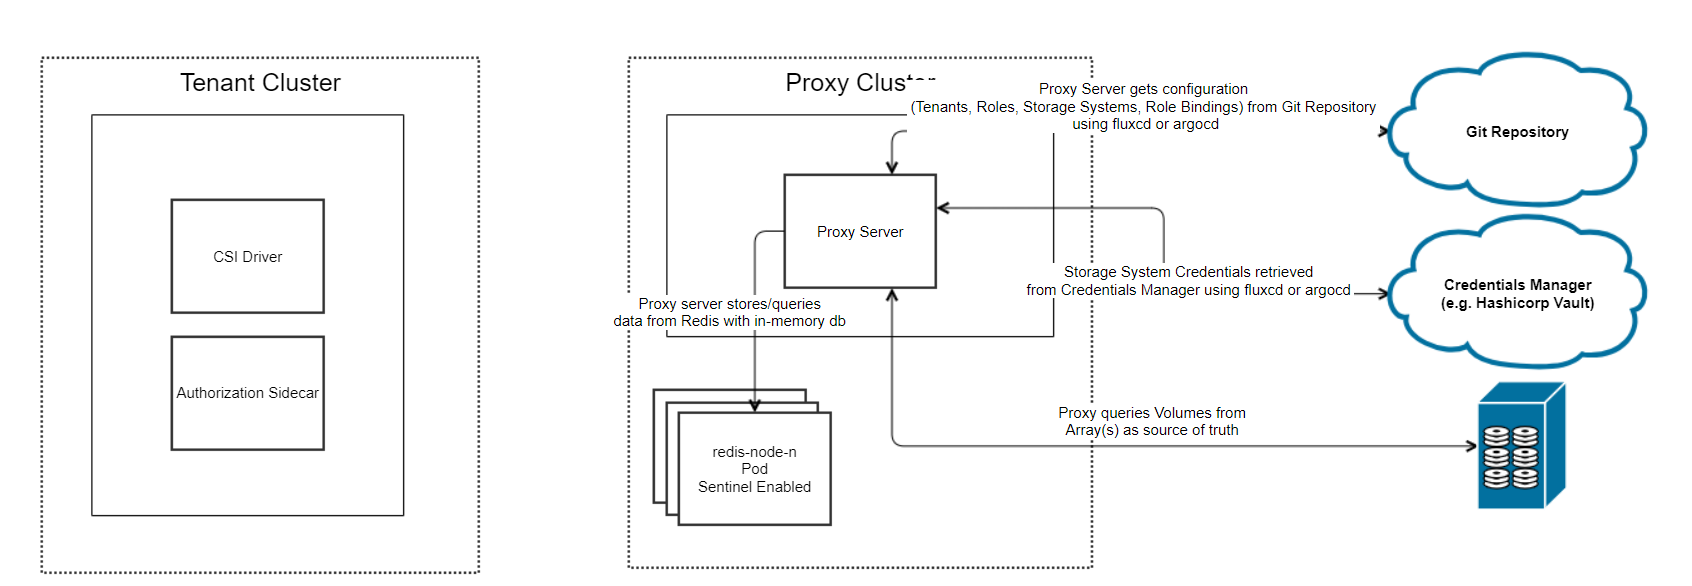 Tenant Cluster
CSI Driver
Authorization Sidecar
Proxy Cluster
Proxy Server gets configuration
(Tenants, Roles, Storage Systems, Role Bindings) from Git Repository
using fluxcd or argocd
Git Repository
Proxy Server
Storage System Credentials retrieved
from Credentials Manager using fluxcd or argocd
Credentials Manager
(e.g. Hashicorp Vault)
Proxy server stores/queries
data from Redis with in-memory db
Proxy queries Volumes from
Array(s) as source of truth
redis-node-n
Pod
Sentinel Enabled